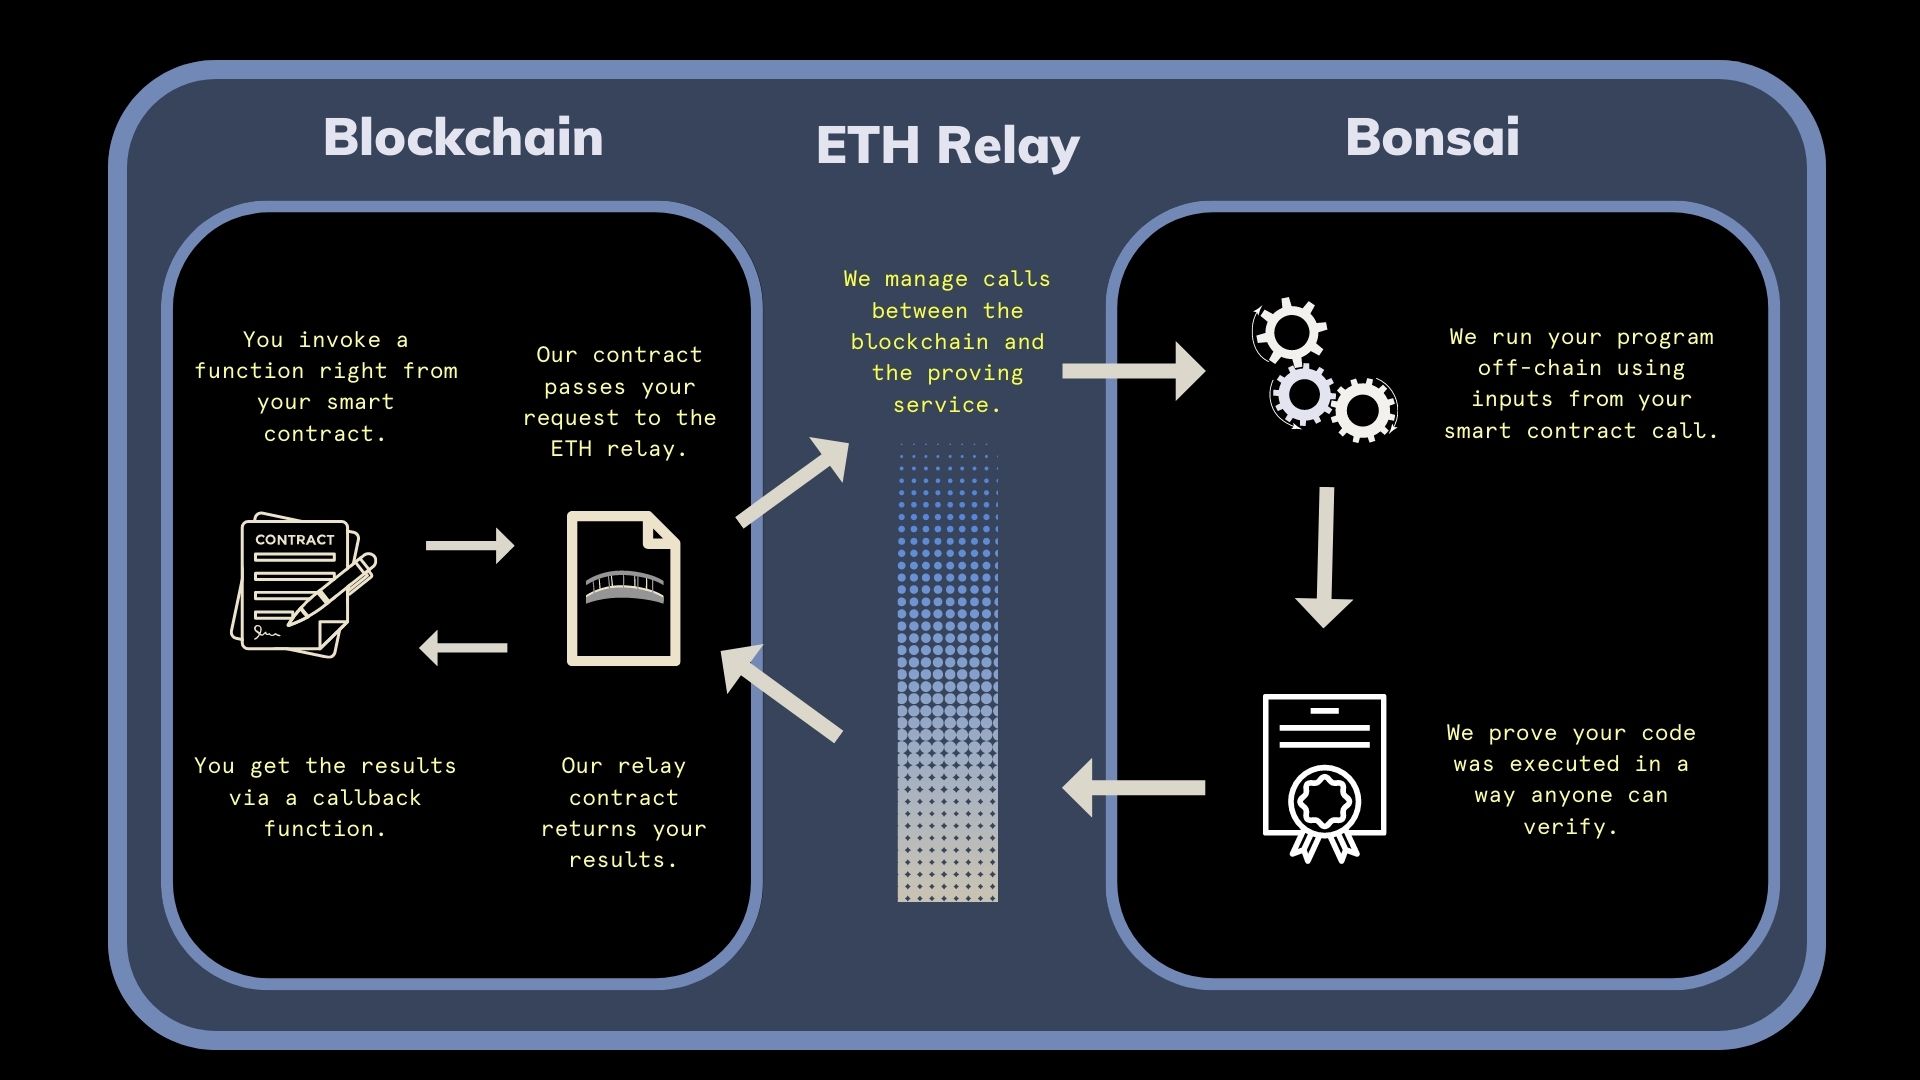 Blockchain
ETH Relay
Bonsai
You invoke a
function right from
your smart
contract.
Our contract
passes your
request to the
ETH relay.
We manage calls
between the
blockchain and
the proving
service.
We run your program
off-chain using
inputs from your
smart contract call.
CONTRACT
You get the results
via a callback
function.
Our relay
contract
returns your
results.
We prove your code
was executed in a
way anyone can
verify.